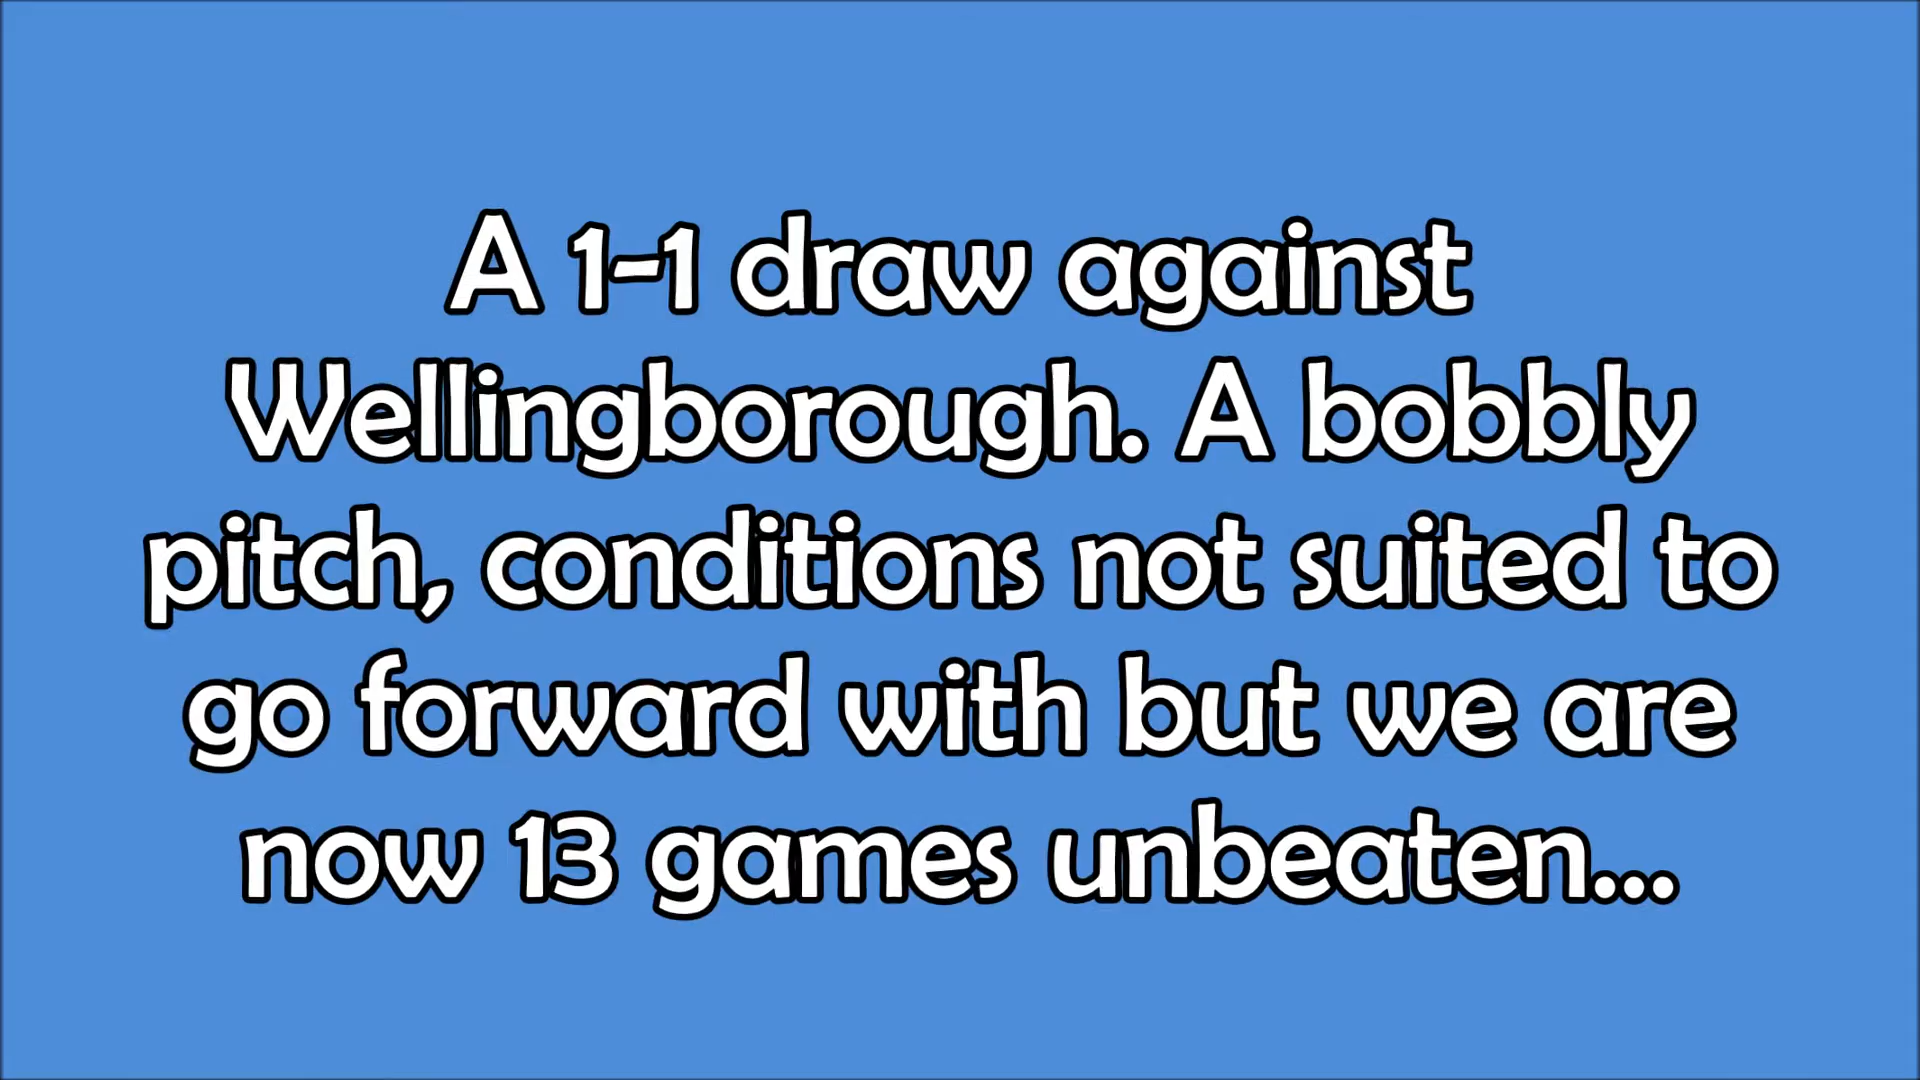 A 1-1 draw against
Wellingborough. A bobbly
pitch, conditions not suited to
go forward with but we are
now 13 games unbeaten...